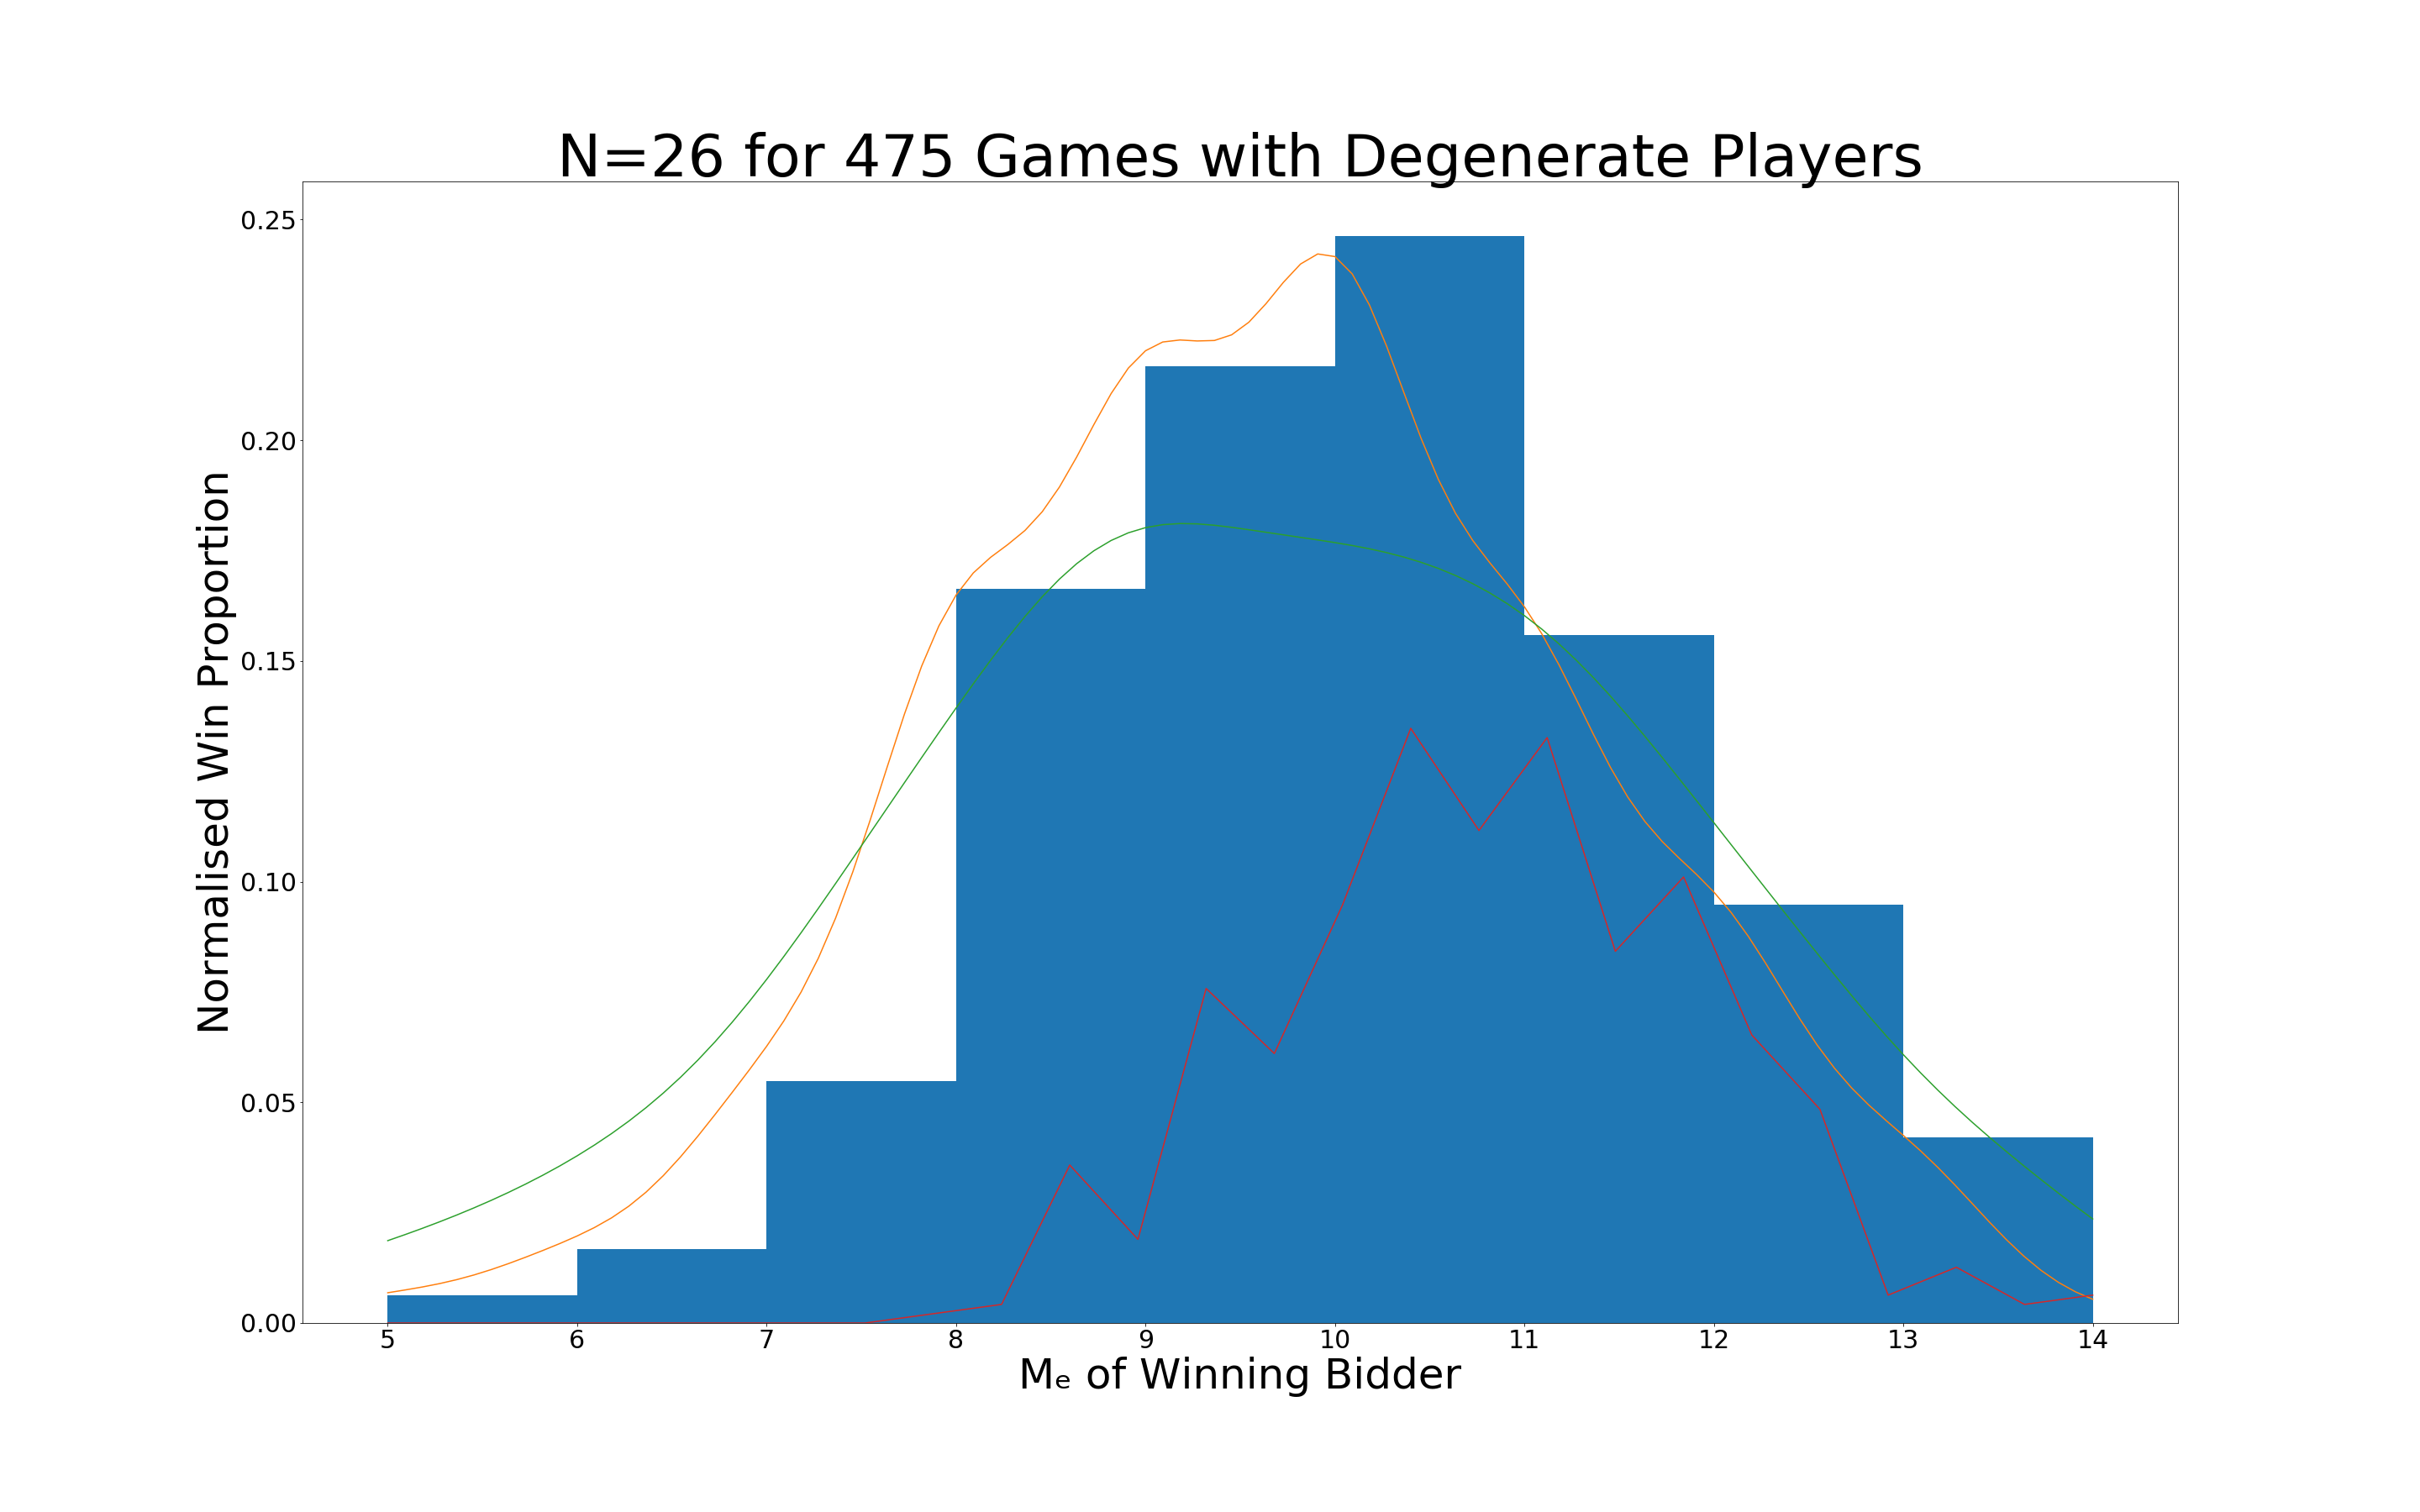 N=26 for 475 Games with Degenerate Players
Normalised Win Proportion
0.25
0.20
0.15
0.10
0.05
0.00
5 6 7 8 9 10 11 12 13 14
Mₑ of Winning Bidder